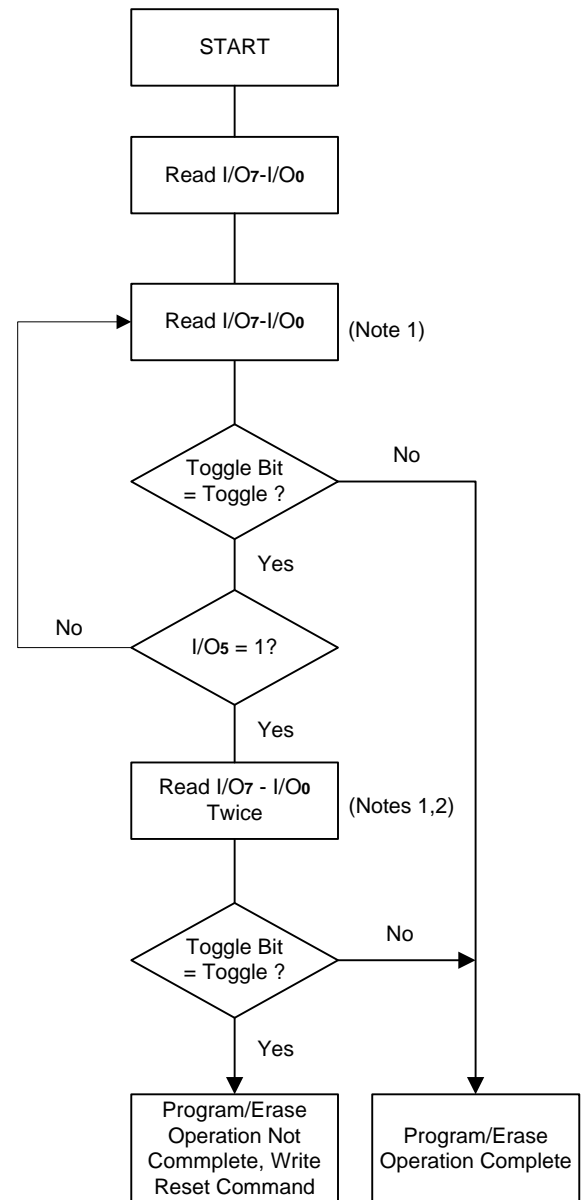 START
Read I/O7-I/O0
Read I/O7-I/O0
(Note 1)
Toggle Bit
= Toggle ?
No
Yes
No
I/O5 = 1?
Yes
Read I/O7 - I/O0
Twice
(Notes 1,2)
Toggle Bit
= Toggle ?
No
Yes
Program/Erase
Operation Not
Commplete, Write
Reset Command
Program/Erase
Operation Complete